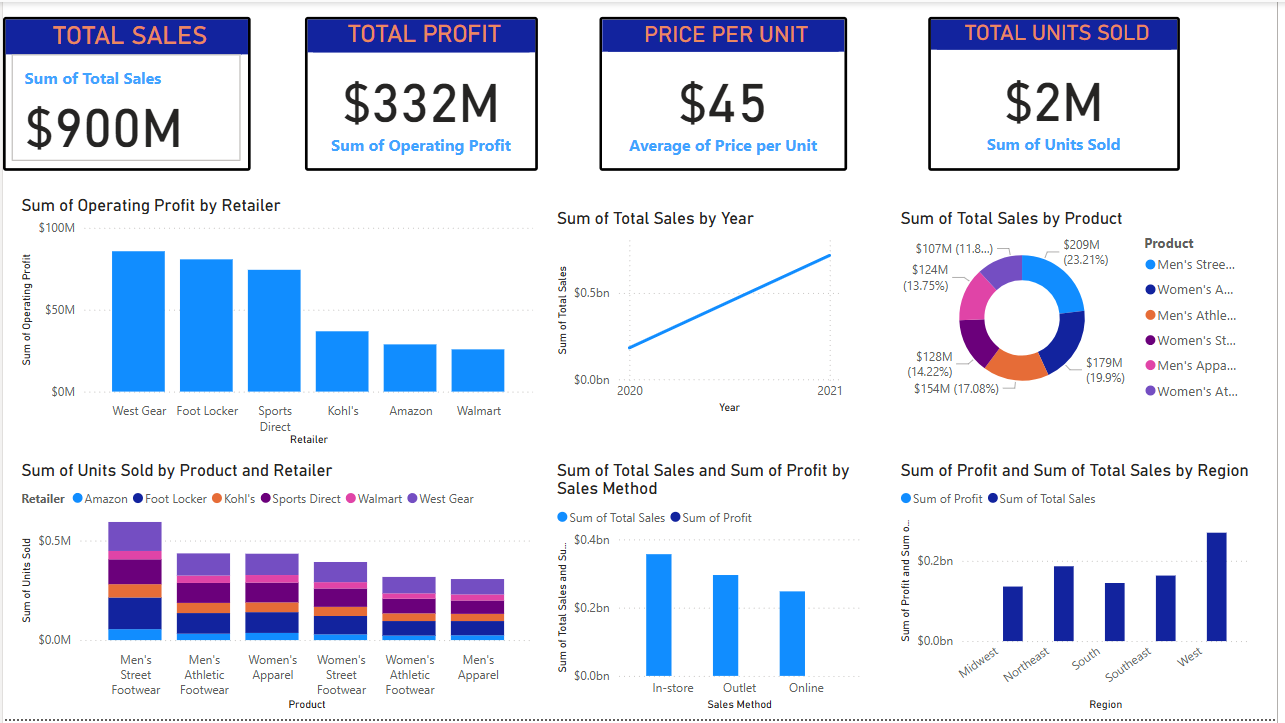 TOTAL SALES
Sum of Total Sales
$900M
TOTAL PROFIT
$332M
Sum of Operating Profit
PRICE PER UNIT
$45
Average of Price per Unit
TOTAL UNITS SOLD
$2M
Sum of Units Sold
Sum of Operating Profit by Retailer
Sum of Operating Profit
$100M
$50M
$0M
West Gear
Foot Locker
Sports
Direct
Kohl's
Amazon
Walmart
Retailer
Sum of Total Sales by Year
Sum of Total Sales
$0.5bn
$0.0bn
2020
2021
Year
Sum of Total Sales by Product
$107M (11.8...)
$209M
(23.21%)
$124M
(13.75%)
$128M
(14.22%)
$154M (17.08%)
$179M
(19.9%)
Product
Men's Stree...
Women's A...
Men's Athle...
Women's St...
Men's Appa...
Women's At...
Sum of Units Sold by Product and Retailer
Retailer Amazon Foot Locker Kohl's Sports Direct Walmart West Gear
Sum of Units Sold
$0.5M
$0.0M
Men's
Street
Footwear
Men's
Athletic
Footwear
Women's
Apparel
Women's
Street
Footwear
Women's
Athletic
Footwear
Men's
Apparel
Product
Sum of Total Sales and Sum of Profit by
Sales Method
Sum of Total Sales Sum of Profit
Sum of Total Sales and Su...
$0.4bn
$0.2bn
$0.0bn
In-store
Outlet
Online
Sales Method
Sum of Profit and Sum of Total Sales by Region
Sum of Profit Sum of Total Sales
Sum of Profit and Sum o...
$0.2bn
$0.0bn
Midwest
Northeast
South
Southeast
West
Region